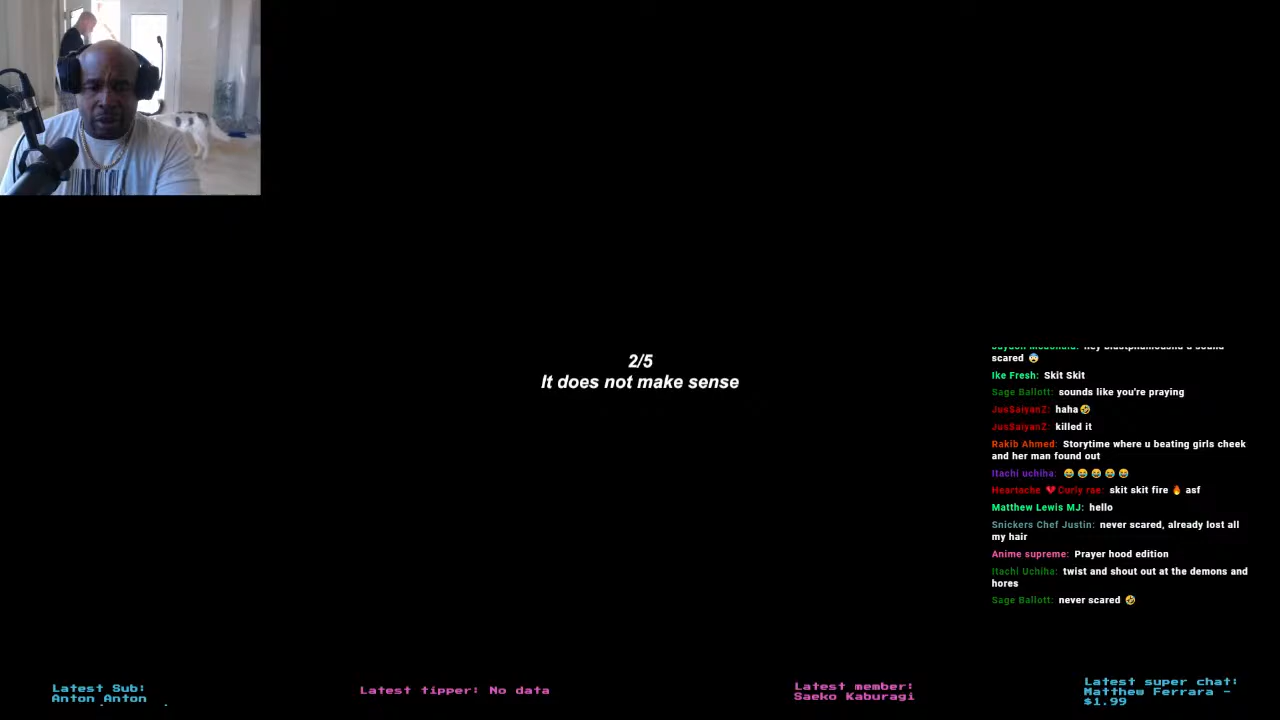 2/5
It does not make sense
scared 😨
Ike Fresh: Skit Skit
Sage Ballott: sounds like you're praying
JusSaiyanZ: haha🤣
JusSaiyanZ: killed it
Rakib Ahmed: Storytime where u beating girls cheek
and her man found out
Itachi uchiha: 😂😂😂😂😂
Heartache 💔Curly rae: skit skit fire 🔥 asf
Matthew Lewis MJ: hello
Snickers Chef Justin: never scared, already lost all
my hair
Anime supreme: Prayer hood edition
Itachi Uchiha: twist and shout out at the demons and
hores
Sage Ballott: never scared 🤣
Latest Sub:
Anton Anton
Latest tipper: No data
Latest member:
Saeko Kaburagi
Latest super chat:
Matthew Ferrara -
$1.99